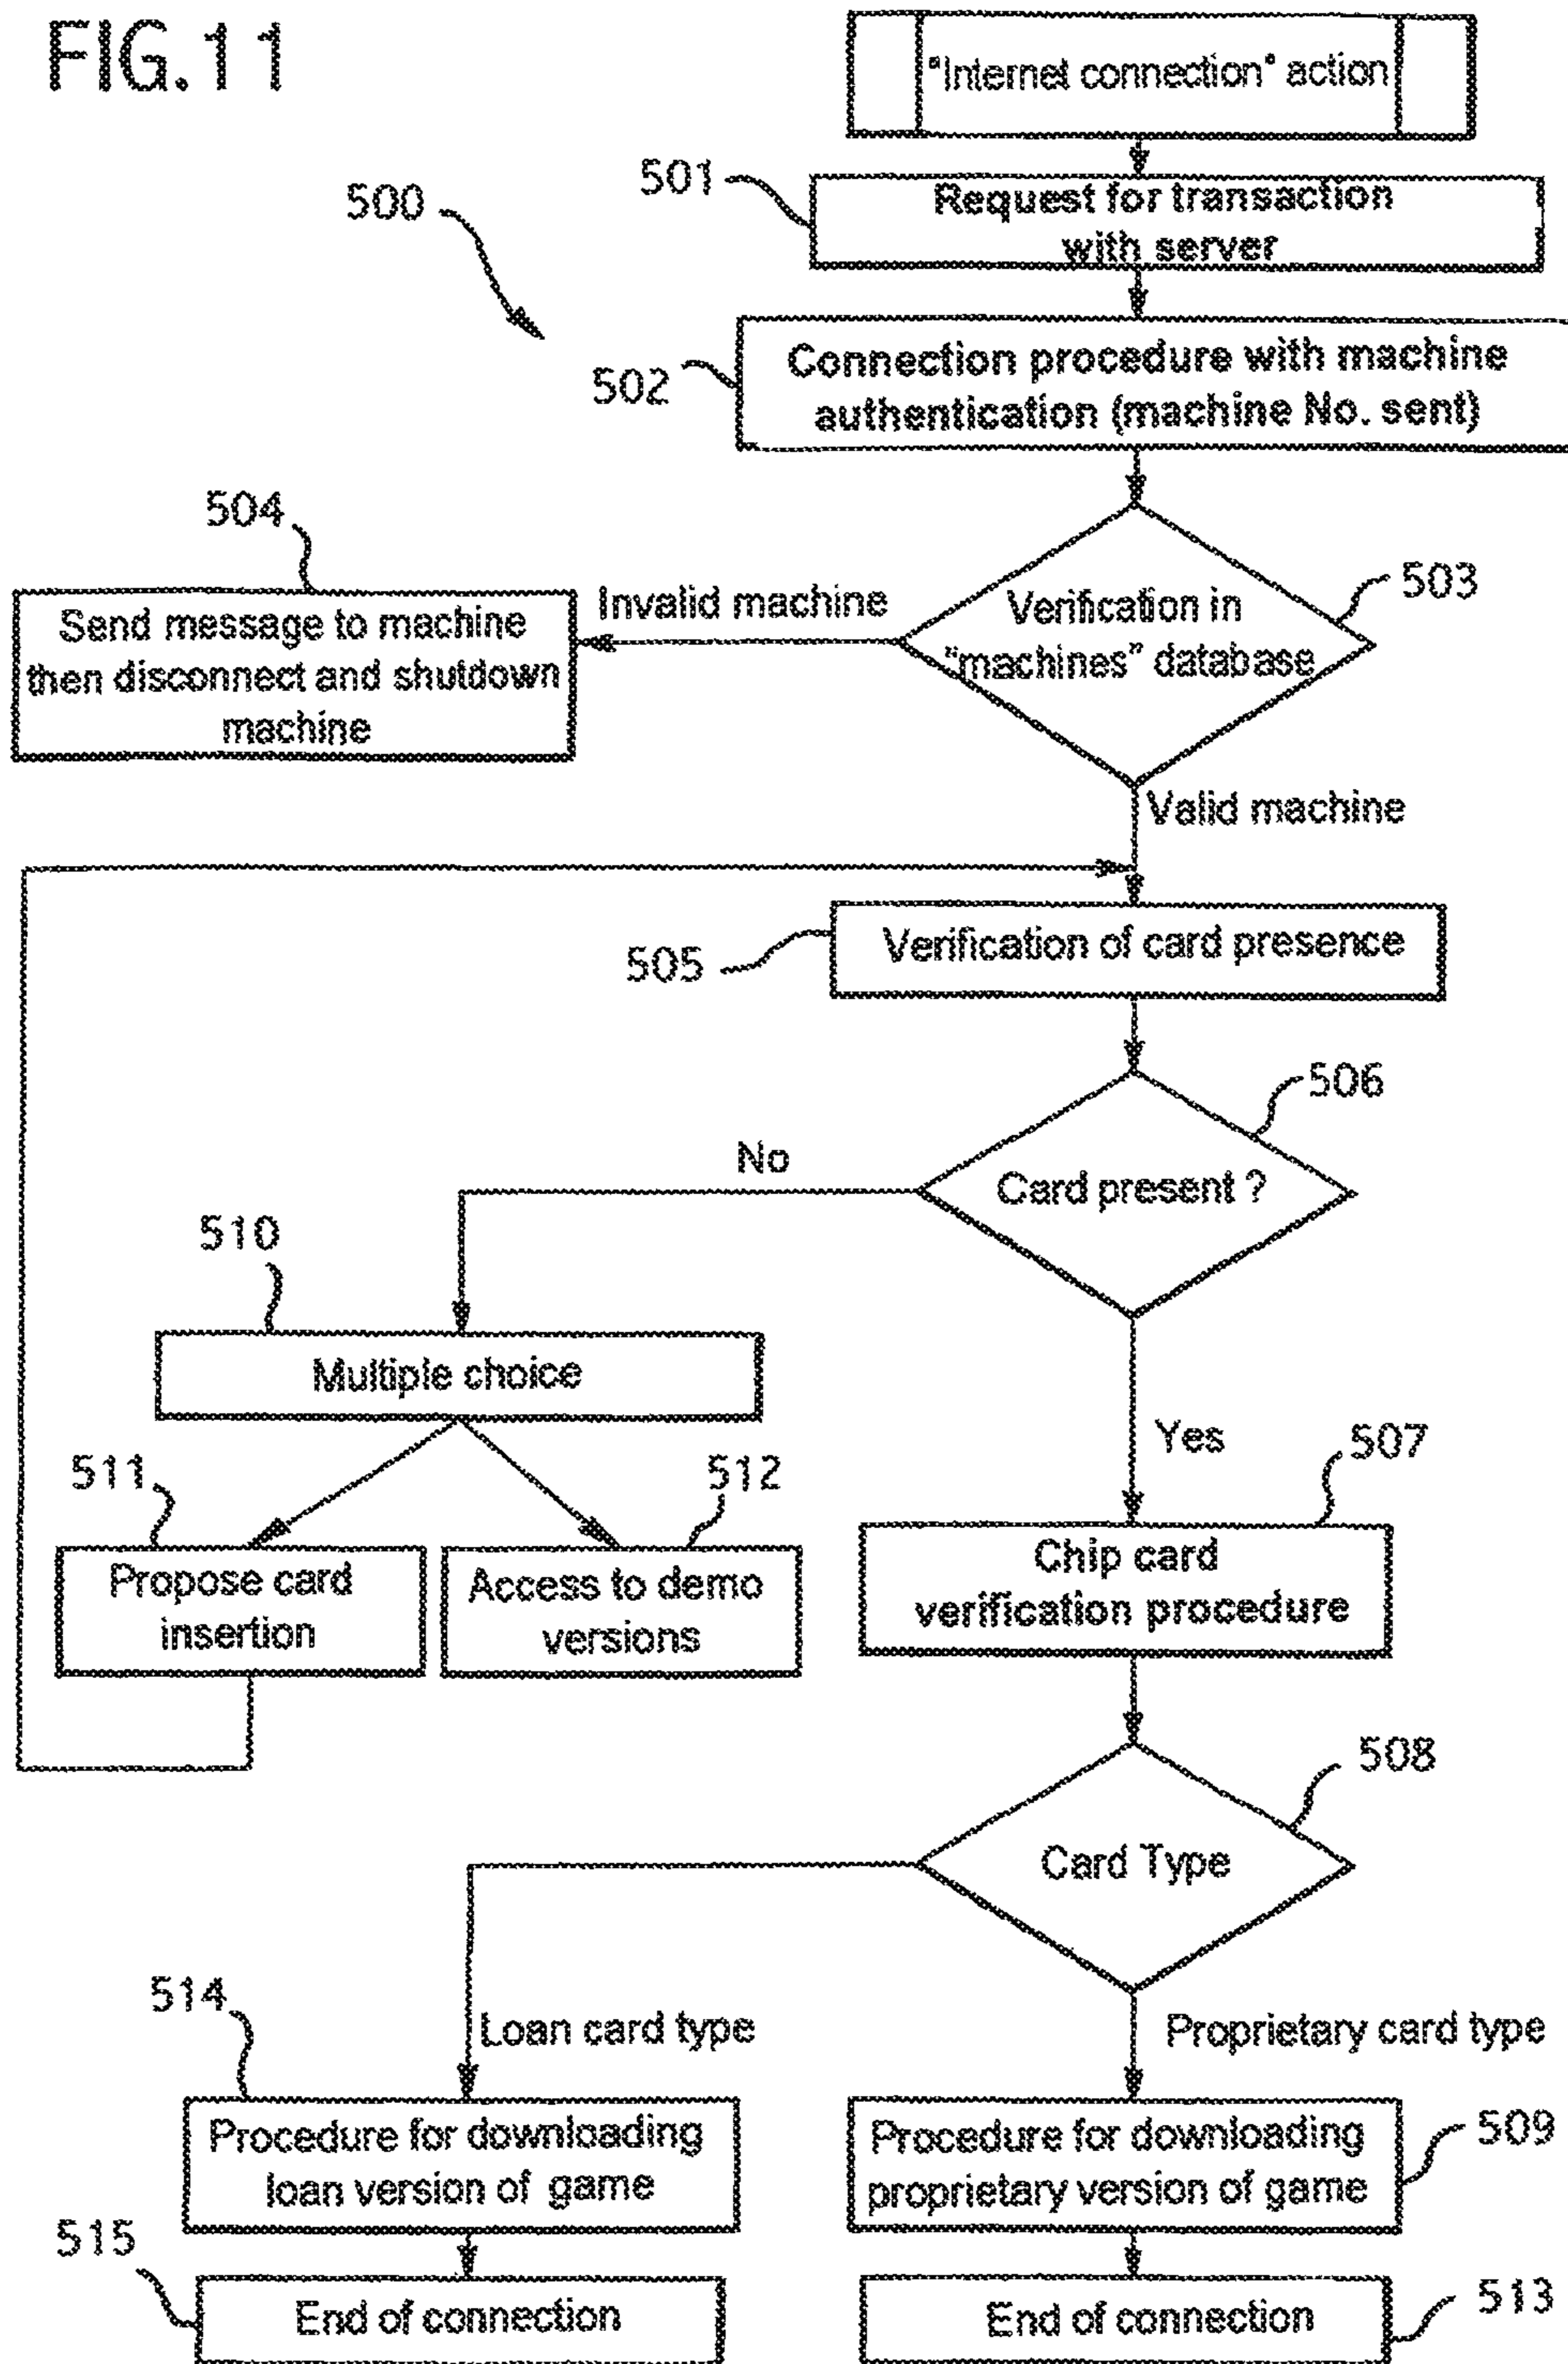 FIG.11
"Internet connection" action
501
Request for transaction
with server
500
502
Connection procedure with machine
authentication (machine No. sent)
504
503
Invalid machine
Verification in
"machines" database
Send message to machine
then disconnect and shutdown
machine
Valid machine
505
Verification of card presence
506
No
Card present ?
510
Multiple choice
Yes
507
511
512
Propose card
insertion
Access to demo
versions
Chip card
verification procedure
508
Card Type
514
Loan card type
Proprietary card type
Procedure for downloading
loan version of game
Procedure for downloading
proprietary version of game
509
515
End of connection
End of connection
513